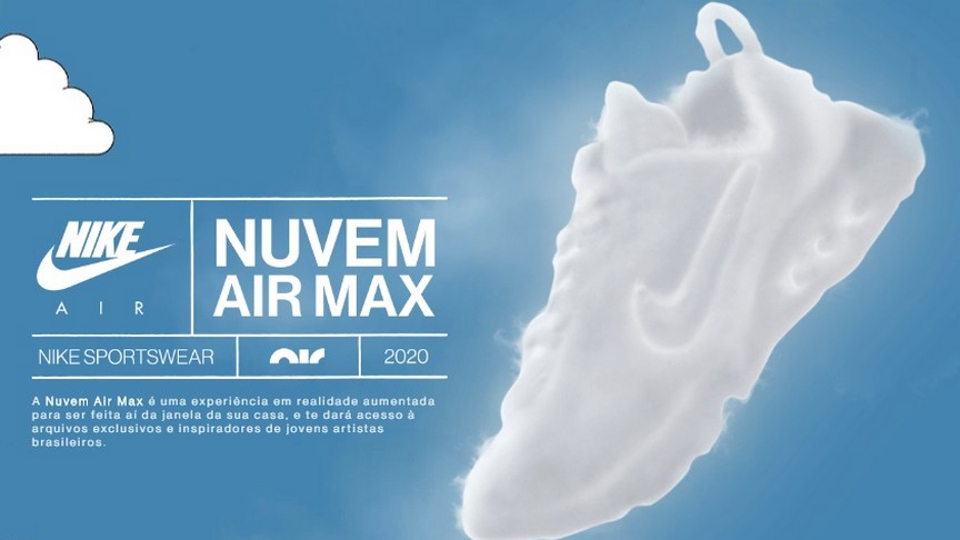 NIKE
AIR
NUVEM
AIR MAX
NIKE SPORTSWEAR
air
2020
A Nuvem Air Max é uma experiência em realidade aumentada
para ser feita aí da janela da sua casa, e te dará acesso à
arquivos exclusivos e inspiradores de jovens artistas
brasileiros.